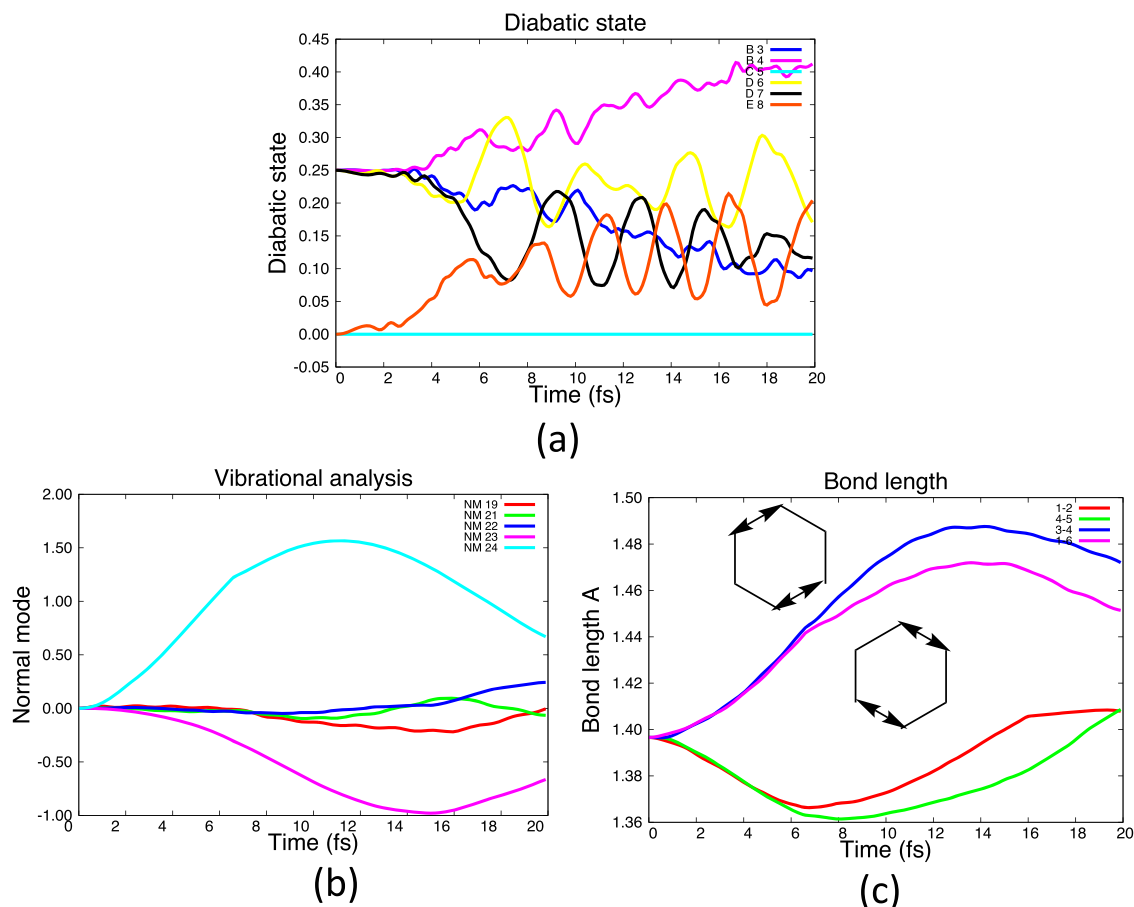 Diabatic state
0.45
0.40
0.35
0.30
0.25
0.20
0.15
0.10
0.05
0.00
-0.05
Diabatic state
B 3
B 4
C 5
D 6
D 7
E 8
0 2 4 6 8 10 12 14 16 18 20
Time (fs)
(a)
Vibrational analysis
2.00
1.50
1.00
0.50
0.00
-0.50
-1.00
Normal mode
NM 19
NM 21
NM 22
NM 23
NM 24
0 2 4 6 8 10 12 14 16 18 20
Time (fs)
(b)
Bond length
1.50
1.48
1.46
1.44
1.42
1.40
1.38
1.36
Bond length A
1-2
4-5
3-4
1-6
0 2 4 6 8 10 12 14 16 18 20
Time (fs)
(c)